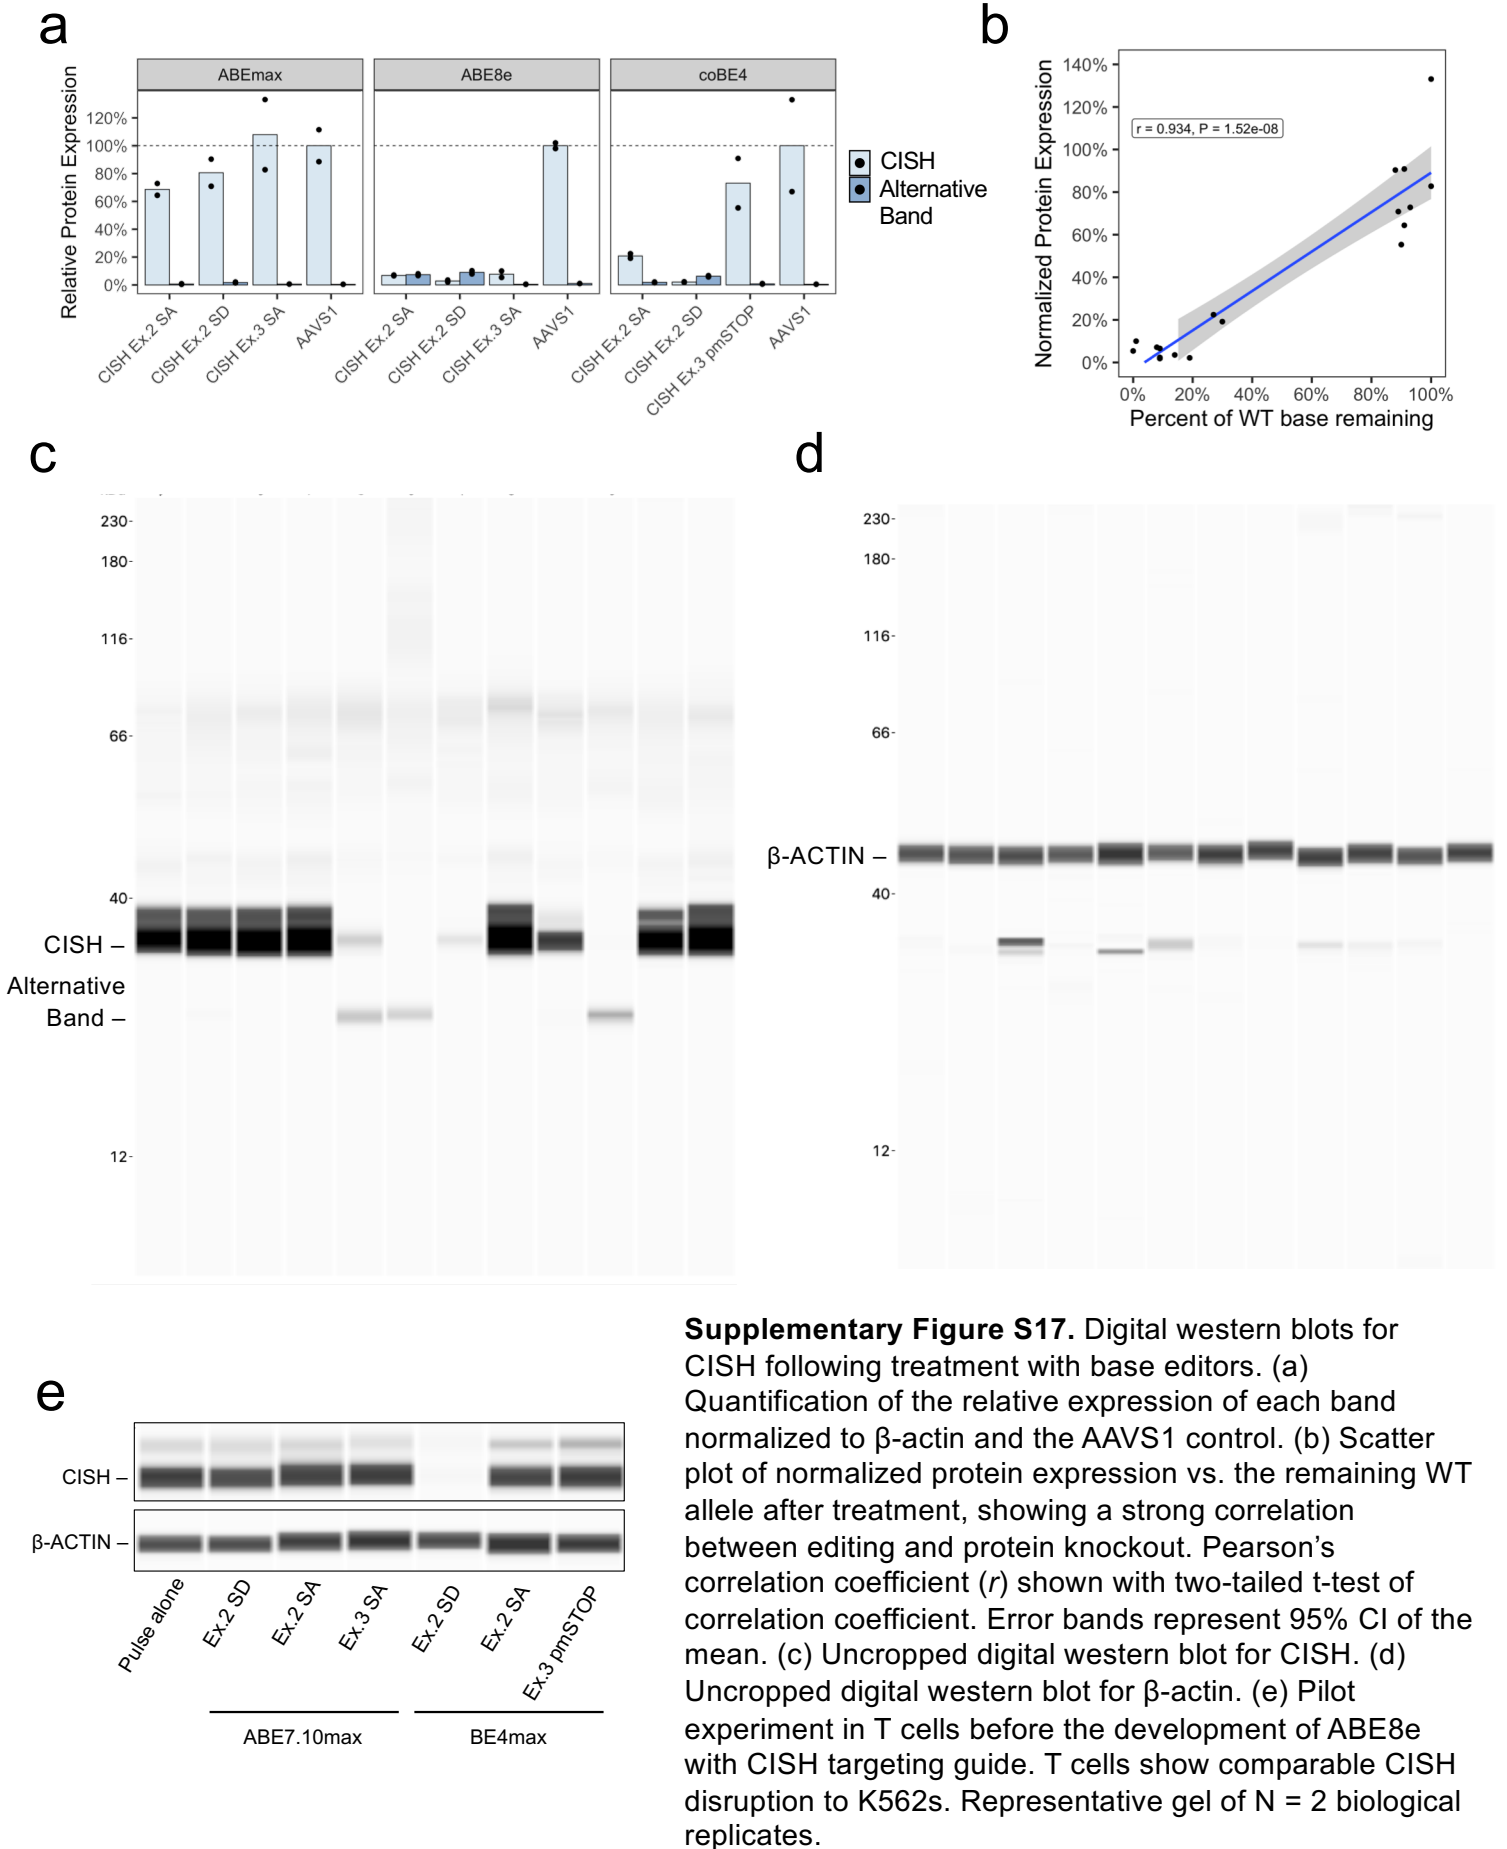 a
ABEmax
ABE8e
coBE4
Relative Protein Expression
120%
100%
80%
60%
40%
20%
0%
CISH Ex.2 SA
CISH Ex.2 SD
CISH Ex.3 SA
AAVS1
CISH Ex.2 SA
CISH Ex.2 SD
CISH Ex.3 SA
AAVS1
CISH Ex.2 SA
CISH Ex.2 SD
CISH Ex.3 pmSTOP
AAVS1
CISH
Alternative
Band
b
Normalized Protein Expression
140%
120%
100%
80%
60%
40%
20%
0%
r = 0.934, P = 1.52e-08
0%
20%
40%
60%
80%
100%
Percent of WT base remaining
c
230-
180-
116-
66-
40-
CISH –
Alternative
Band –
12-
d
230-
180-
116-
66-
β-ACTIN –
40-
12-
e
CISH –
β-ACTIN –
Pulse alone
Ex.2 SD
Ex.2 SA
Ex.3 SA
Ex.2 SD
Ex.2 SA
Ex.3 pmSTOP
ABE7.10max
BE4max
Supplementary Figure S17. Digital western blots for
CISH following treatment with base editors. (a)
Quantification of the relative expression of each band
normalized to β-actin and the AAVS1 control. (b) Scatter
plot of normalized protein expression vs. the remaining WT
allele after treatment, showing a strong correlation
between editing and protein knockout. Pearson’s
correlation coefficient (r) shown with two-tailed t-test of
correlation coefficient. Error bands represent 95% CI of the
mean. (c) Uncropped digital western blot for CISH. (d)
Uncropped digital western blot for β-actin. (e) Pilot
experiment in T cells before the development of ABE8e
with CISH targeting guide. T cells show comparable CISH
disruption to K562s. Representative gel of N = 2 biological
replicates.